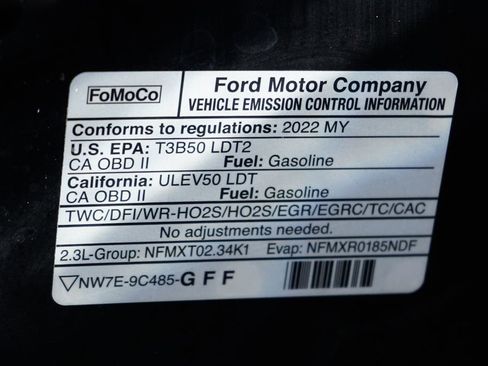 FoMoCo
Ford Motor Company
VEHICLE EMISSION CONTROL INFORMATION
Conforms to regulations: 2022 MY
U.S. EPA: T3B50 LDT2
CA OBD II Fuel: Gasoline
California: ULEV50 LDT
CA OBD II Fuel: Gasoline
TWC/DFI/WR-HO2S/HO2S/EGR/EGRC/TC/CAC
No adjustments needed.
2.3L-Group: NFMXT02.34K1 Evap: NFMXR0185NDF
NW7E-9C485-G F F